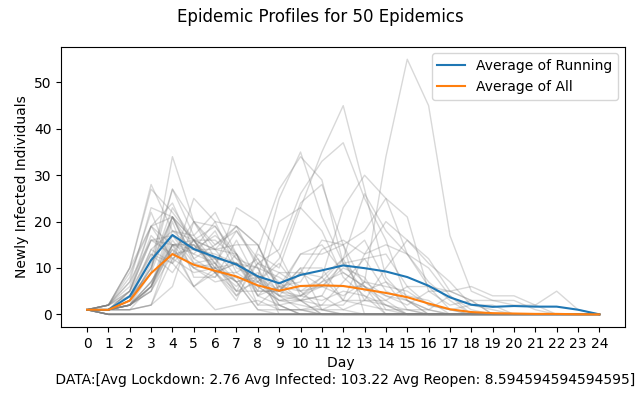 Epidemic Profiles for 50 Epidemics
Newly Infected Individuals
50
40
30
20
10
0
Average of Running
Average of All
0 1 2 3 4 5 6 7 8 9 10 11 12 13 14 15 16 17 18 19 20 21 22 23 24
Day
DATA:[Avg Lockdown: 2.76 Avg Infected: 103.22 Avg Reopen: 8.594594594594595]